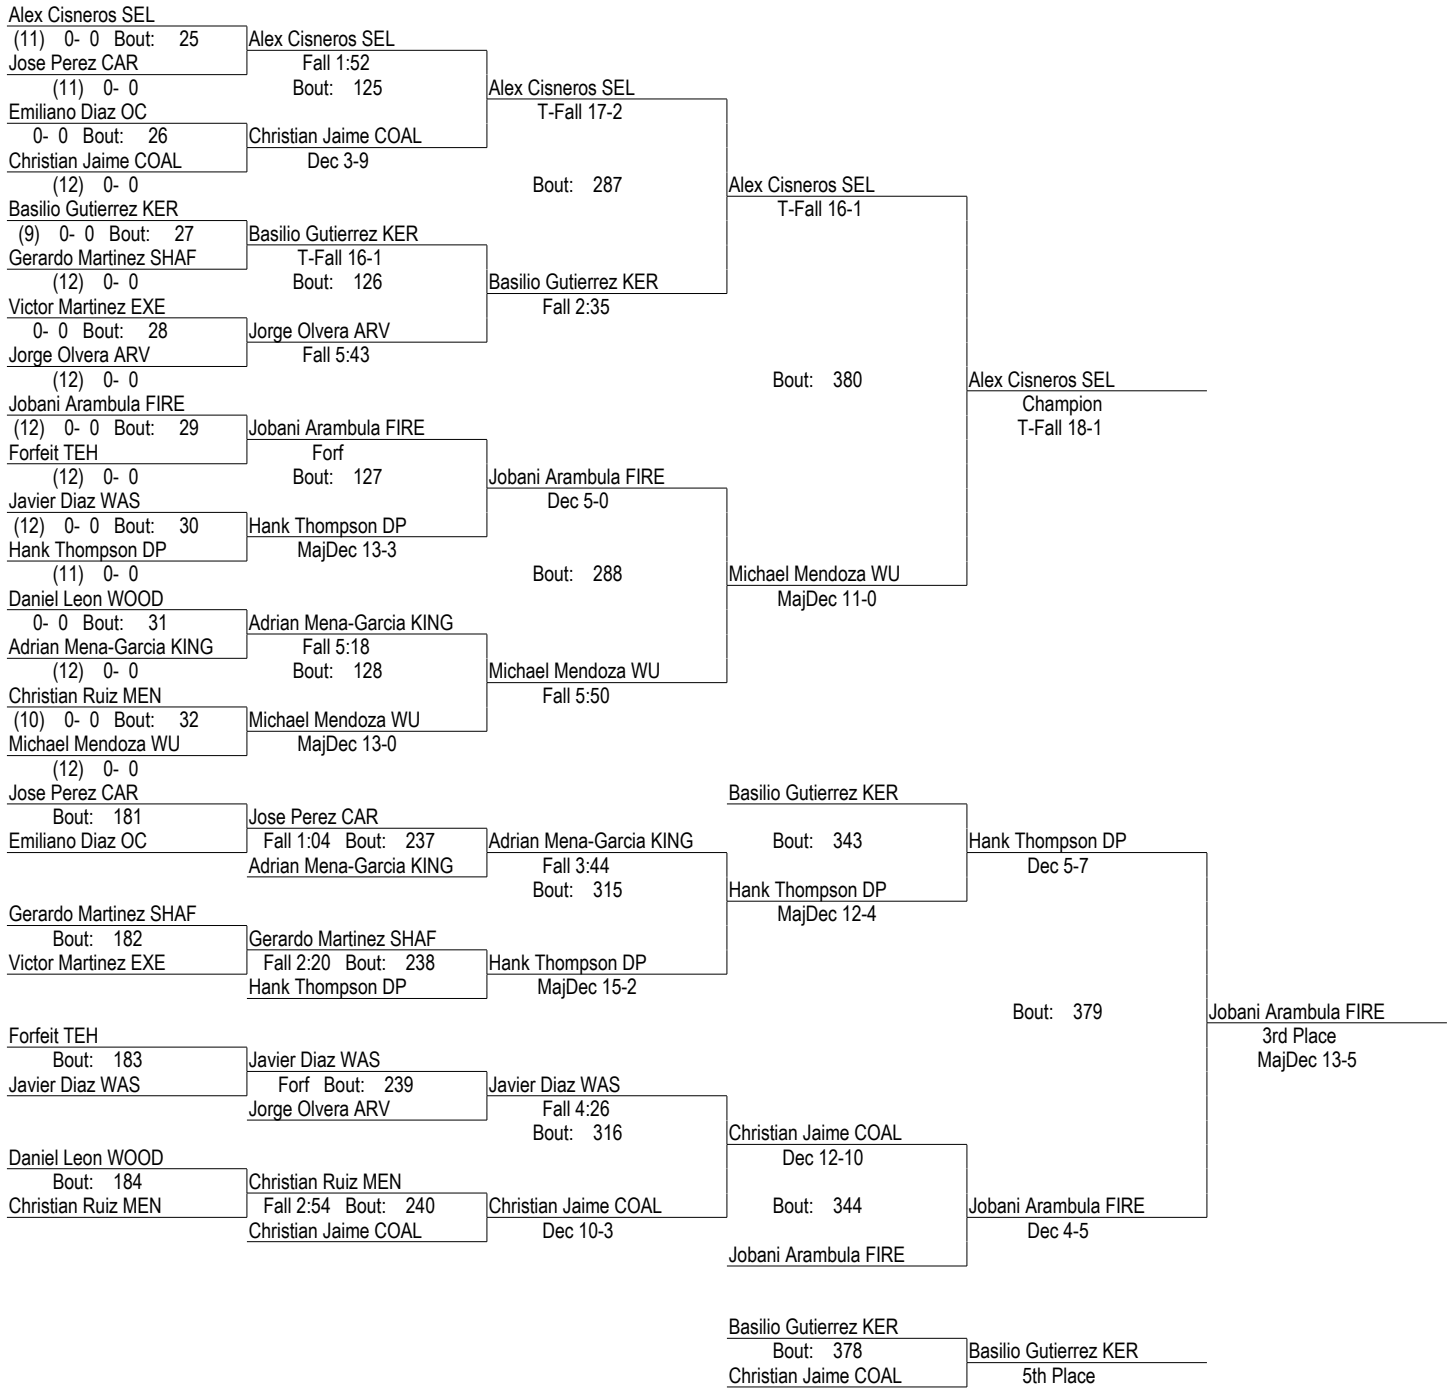 Alex Cisneros SEL
(11) 0- 0 Bout: 25 Alex Cisneros SEL
Jose Perez CAR Fall 1:52
(11) 0- 0 Bout: 125 Alex Cisneros SEL
Emiliano Diaz OC T-Fall 17-2
0- 0 Bout: 26 Christian Jaime COAL
Christian Jaime COAL Dec 3-9
(12) 0- 0 Bout: 287 Alex Cisneros SEL
Basilio Gutierrez KER T-Fall 16-1
(9) 0- 0 Bout: 27 Basilio Gutierrez KER
Gerardo Martinez SHAF T-Fall 16-1
(12) 0- 0 Bout: 126 Basilio Gutierrez KER
Victor Martinez EXE Fall 2:35
0- 0 Bout: 28 Jorge Olvera ARV
Jorge Olvera ARV Fall 5:43
(12) 0- 0 Bout: 380 Alex Cisneros SEL
Jobani Arambula FIRE Champion
(12) 0- 0 Bout: 29 Jobani Arambula FIRE T-Fall 18-1
Forfeit TEH Forf
(12) 0- 0 Bout: 127 Jobani Arambula FIRE
Javier Diaz WAS Dec 5-0
(12) 0- 0 Bout: 30 Hank Thompson DP
Hank Thompson DP MajDec 13-3
(11) 0- 0 Bout: 288 Michael Mendoza WU
Daniel Leon WOOD MajDec 11-0
0- 0 Bout: 31 Adrian Mena-Garcia KING
Adrian Mena-Garcia KING Fall 5:18
(12) 0- 0 Bout: 128 Michael Mendoza WU
Christian Ruiz MEN Fall 5:50
(10) 0- 0 Bout: 32 Michael Mendoza WU
Michael Mendoza WU MajDec 13-0
(12) 0- 0
Jose Perez CAR Basilio Gutierrez KER
Bout: 181 Jose Perez CAR
Emiliano Diaz OC Fall 1:04 Bout: 237 Adrian Mena-Garcia KING Bout: 343 Hank Thompson DP
Adrian Mena-Garcia KING Fall 3:44 Dec 5-7
Bout: 315 Hank Thompson DP
Gerardo Martinez SHAF MajDec 12-4
Bout: 182 Gerardo Martinez SHAF
Victor Martinez EXE Fall 2:20 Bout: 238 Hank Thompson DP
Hank Thompson DP MajDec 15-2
Bout: 379 Jobani Arambula FIRE
Forfeit TEH 3rd Place
Bout: 183 Javier Diaz WAS MajDec 13-5
Javier Diaz WAS Forf Bout: 239 Javier Diaz WAS
Jorge Olvera ARV Fall 4:26
Bout: 316 Christian Jaime COAL
Daniel Leon WOOD Dec 12-10
Bout: 184 Christian Ruiz MEN
Christian Ruiz MEN Fall 2:54 Bout: 240 Christian Jaime COAL Bout: 344 Jobani Arambula FIRE
Christian Jaime COAL Dec 10-3 Dec 4-5
Jobani Arambula FIRE
Basilio Gutierrez KER
Bout: 378 Basilio Gutierrez KER
Christian Jaime COAL 5th Place